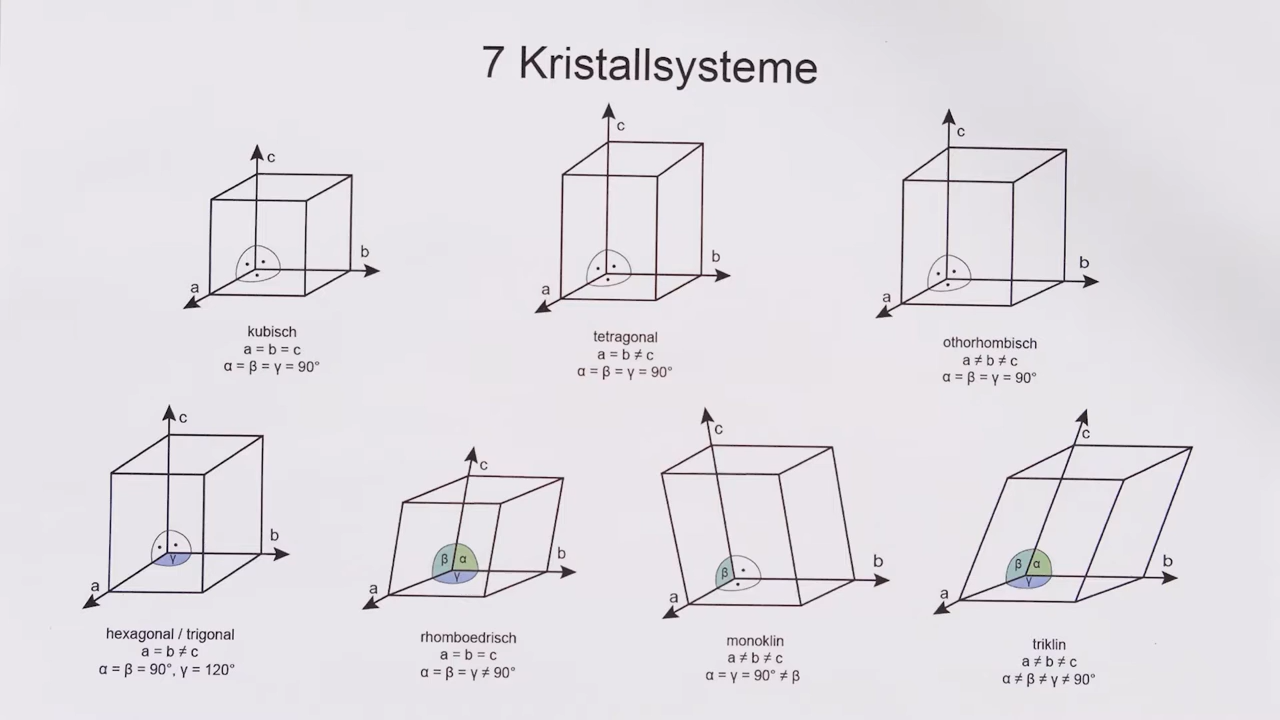 7 Kristallsysteme
c
b
a
kubisch
a = b = c
α = β = γ = 90°
c
b
a
tetragonal
a = b ≠ c
α = β = γ = 90°
c
b
a
othorhombisch
a ≠ b ≠ c
α = β = γ = 90°
c
b
a
γ
hexagonal / trigonal
a = b ≠ c
α = β = 90°, γ = 120°
c
b
a
β α
γ
rhomboedrisch
a = b = c
α = β = γ ≠ 90°
c
b
a
β
monoklin
a ≠ b ≠ c
α = γ = 90° ≠ β
c
b
a
β α
γ
triklin
a ≠ b ≠ c
α ≠ β ≠ γ ≠ 90°